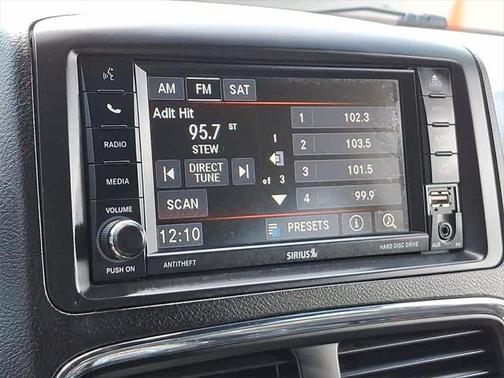 AM FM SAT
Adit Hit
95.7 ST
STEW
DIRECT
TUNE
SCAN
12:10
1
of 3
1 102.3
2 103.5
3 101.5
4 99.9
PRESETS
RADIO
MEDIA
VOLUME
PUSH ON
ANTITHEFT
SIRIUS
HARD DISC DRIVE
AUX